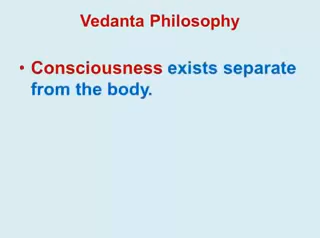 Vedanta Philosophy
• Consciousness exists separate
from the body.